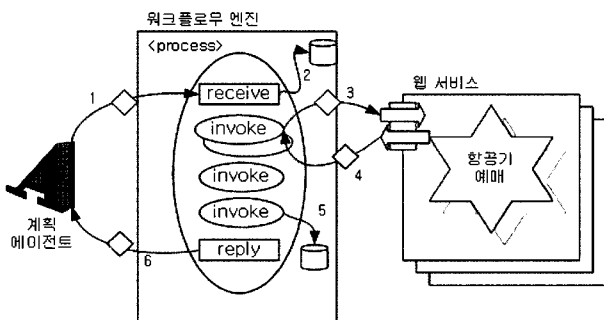 워크플로우 엔진
<process>
1
receive
2
3
웹 서비스
invoke
4
항공기
예매
invoke
계획
에이전트
invoke
5
6
reply